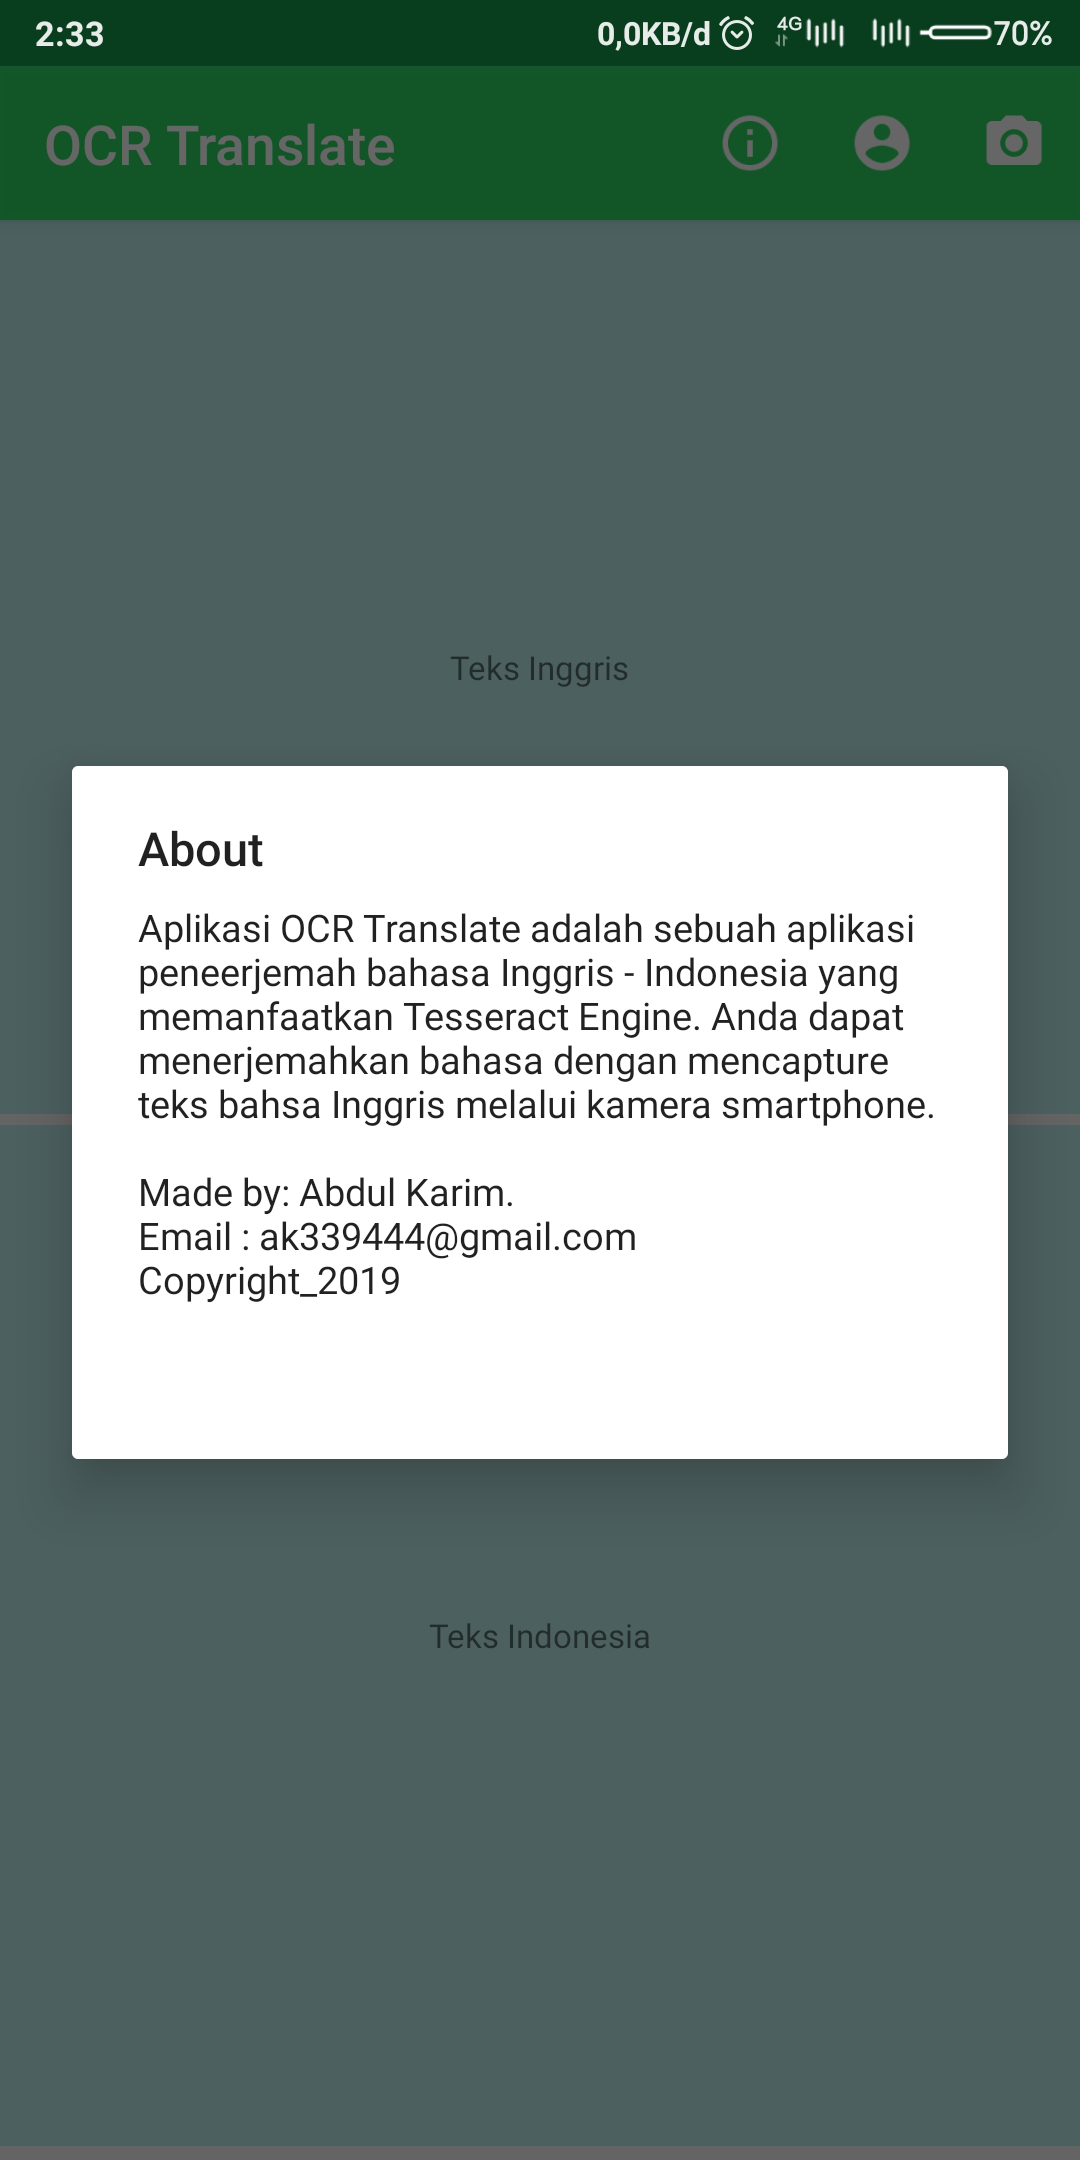 2:33
0,0KB/d 4G 70%
OCR Translate
Teks Inggris
About
Aplikasi OCR Translate adalah sebuah aplikasi
peneerjemah bahasa Inggris - Indonesia yang
memanfaatkan Tesseract Engine. Anda dapat
menerjemahkan bahasa dengan mencapture
teks bahsa Inggris melalui kamera smartphone.
Made by: Abdul Karim.
Email : ak339444@gmail.com
Copyright_2019
Teks Indonesia